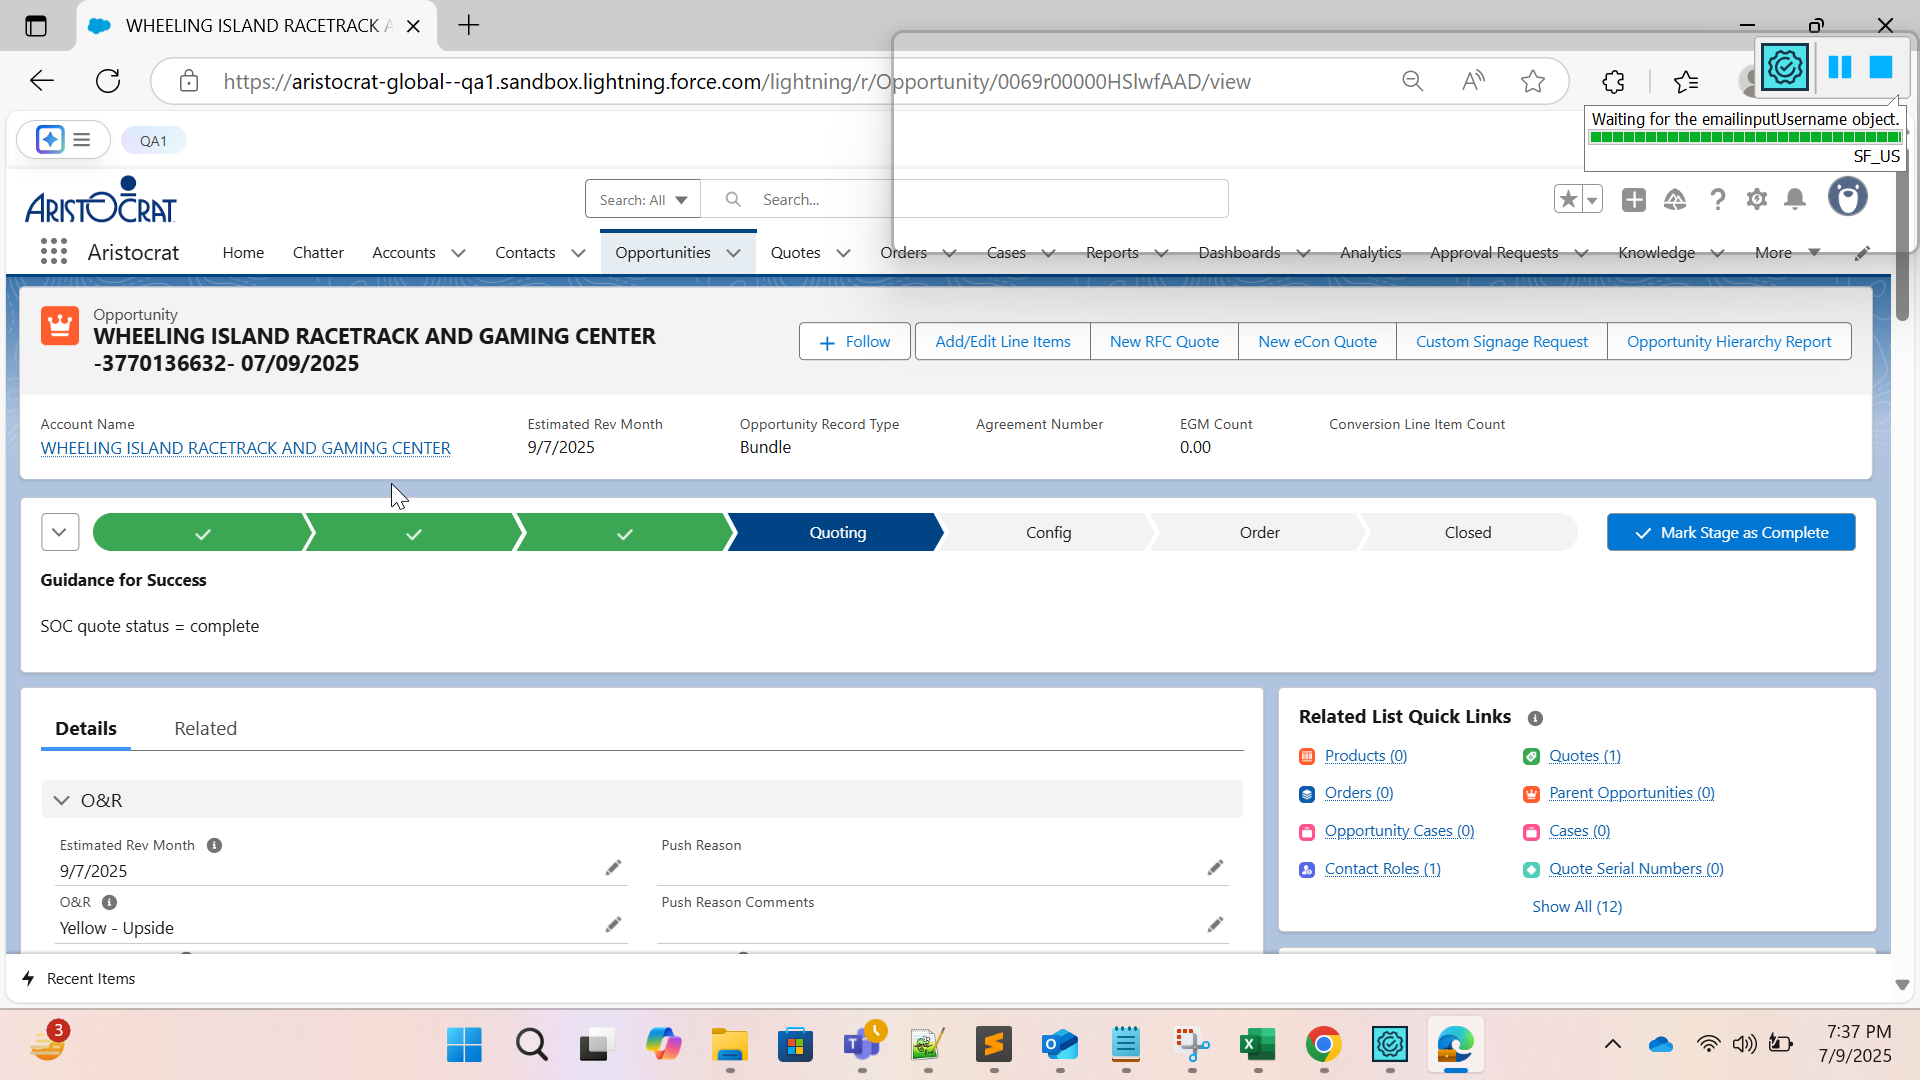 WHEELING ISLAND RACETRACK A
https://aristocrat-global--qa1.sandbox.lightning.force.com/lightning/r/Opportunity/0069r00000HSlwfAAD/view
Waiting for the emailinputUsername object.
SF_US
QA1
ARISTOCRAT
Search: All
Search...
Aristocrat
Home
Chatter
Accounts
Contacts
Opportunities
Quotes
Orders
Cases
Reports
Dashboards
Analytics
Approval Requests
Knowledge
More
Opportunity
WHEELING ISLAND RACETRACK AND GAMING CENTER
-3770136632- 07/09/2025
Follow
Add/Edit Line Items
New RFC Quote
New eCon Quote
Custom Signage Request
Opportunity Hierarchy Report
Account Name
WHEELING ISLAND RACETRACK AND GAMING CENTER
Estimated Rev Month
9/7/2025
Opportunity Record Type
Bundle
Agreement Number
EGM Count
0.00
Conversion Line Item Count
Quoting
Config
Order
Closed
Mark Stage as Complete
Guidance for Success
SOC quote status = complete
Details
Related
O&R
Estimated Rev Month
9/7/2025
Push Reason
O&R
Yellow - Upside
Push Reason Comments
Related List Quick Links
Products (0)
Quotes (1)
Orders (0)
Parent Opportunities (0)
Opportunity Cases (0)
Cases (0)
Contact Roles (1)
Quote Serial Numbers (0)
Show All (12)
Recent Items
3
7:37 PM
7/9/2025